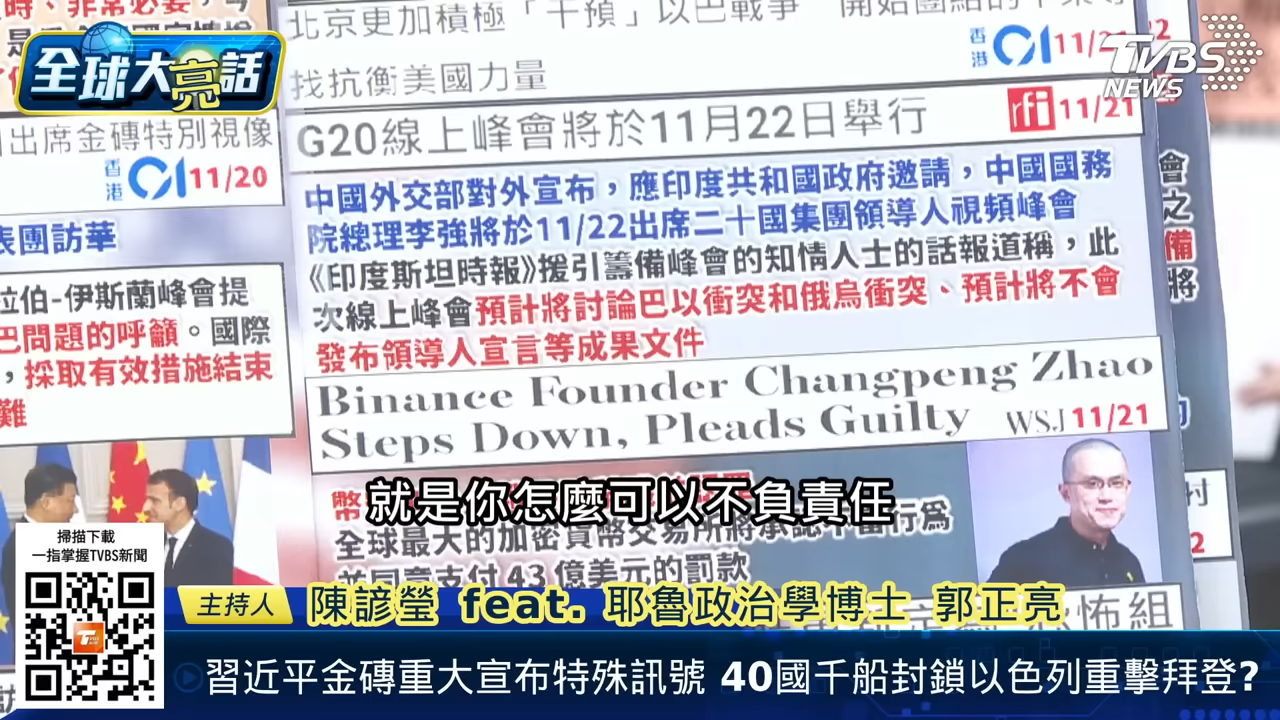 全球大亮話
TVBS
NEWS
北京更加積極「干預」以巴戰爭
找抗衡美國力量
香港01 11/21
G20線上峰會將於11月22日舉行
rfi 11/21
中國外交部對外宣布，應印度共和國政府邀請，中國國務
院總理李強將於11/22出席二十國集團領導人視頻峰會
《印度斯坦時報》援引籌備峰會的知情人士的話報道稱，此
次線上峰會預計將討論巴以衝突和俄烏衝突、預計將不會
發布領導人宣言等成果文件
Binance Founder Changpeng Zhao
Steps Down, Pleads Guilty
WSJ 11/21
全球最大的加密貨幣交易所將承認不當行為
並同意支付43億美元的罰款
出席金磚特別視像
香港01 11/20
表團訪華
拉伯-伊斯蘭峰會提
巴問題的呼籲。國際
，採取有效措施結束
難
就是你怎麼可以不負責任
掃描下載
一指掌握TVBS新聞
主持人 陳諺瑩 feat. 耶魯政治學博士 郭正亮
習近平金磚重大宣布特殊訊號 40國千船封鎖以色列重擊拜登?